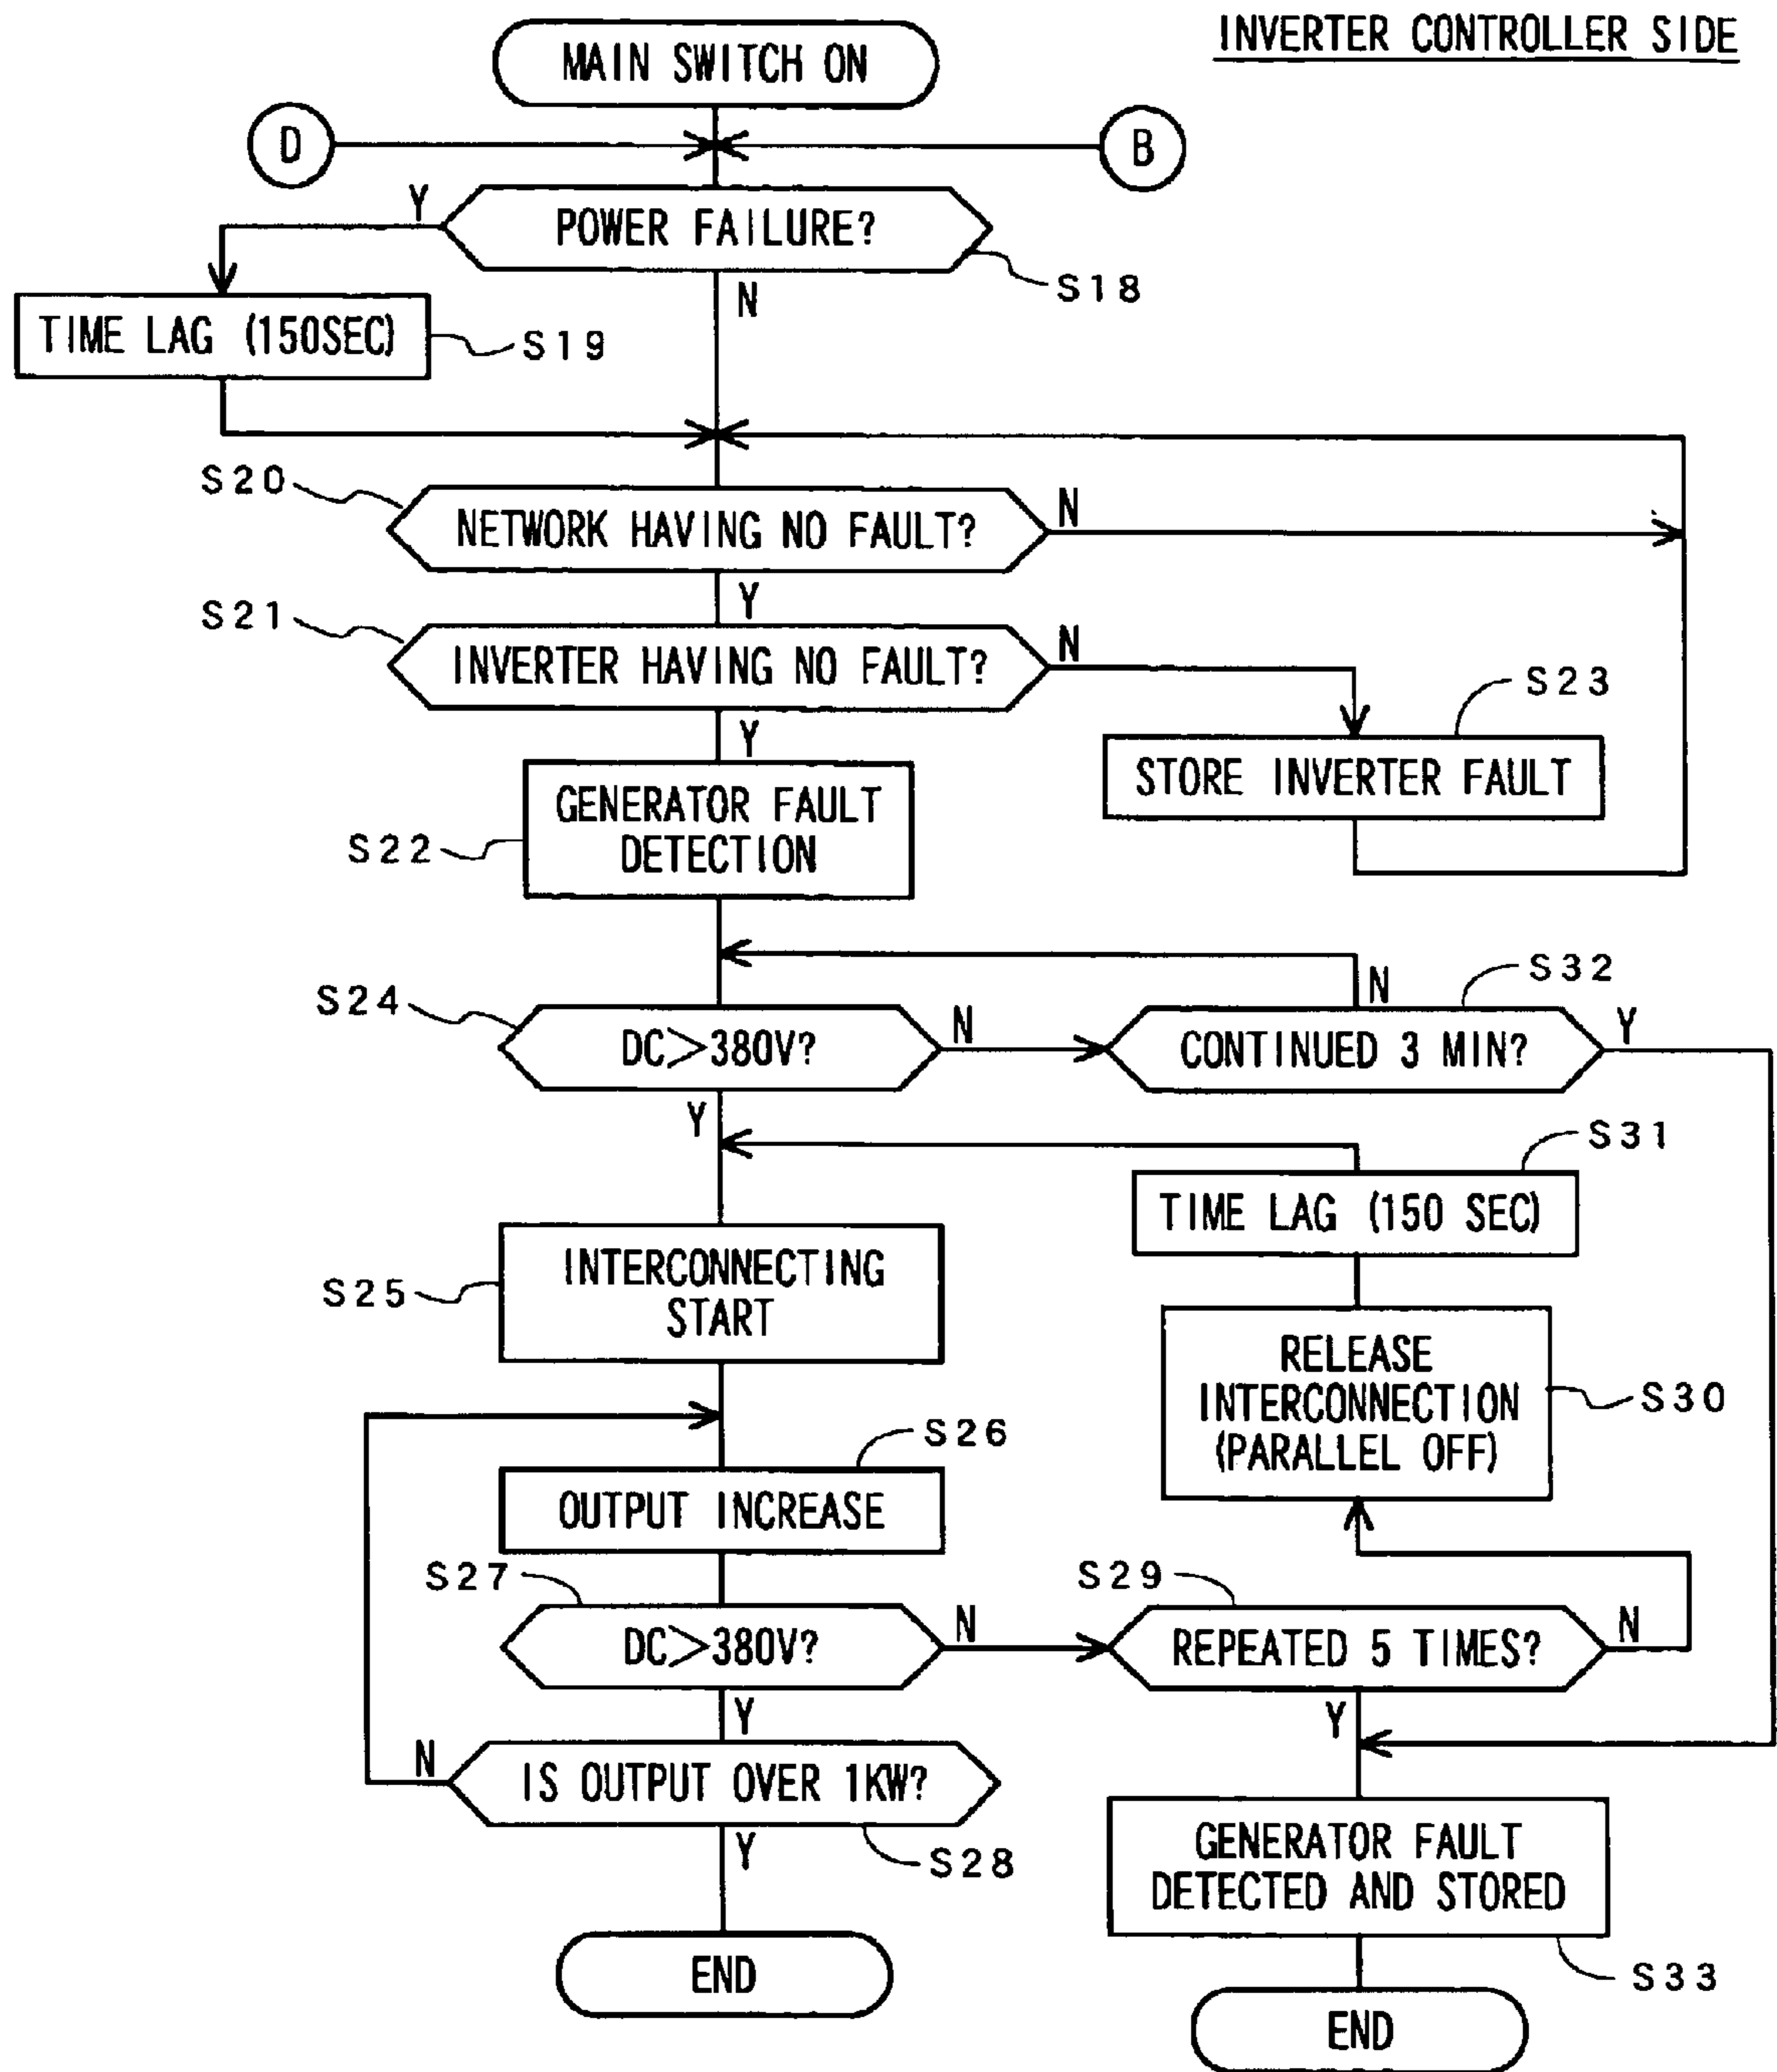 INVERTER CONTROLLER SIDE
MAIN SWITCH ON
D
B
Y
POWER FAILURE?
S18
N
TIME LAG (150SEC)
S19
S20
NETWORK HAVING NO FAULT?
N
Y
S21
INVERTER HAVING NO FAULT?
N
Y
S23
STORE INVERTER FAULT
GENERATOR FAULT
DETECTION
S22
S24
DC>380V?
N
Y
S32
N
CONTINUED 3 MIN?
Y
S31
TIME LAG (150 SEC)
INTERCONNECTING
START
S25
RELEASE
INTERCONNECTION
(PARALLEL OFF)
S30
S26
OUTPUT INCREASE
S27
DC>380V?
N
Y
S29
REPEATED 5 TIMES?
N
Y
N
IS OUTPUT OVER 1KW?
S28
Y
GENERATOR FAULT
DETECTED AND STORED
S33
END
END